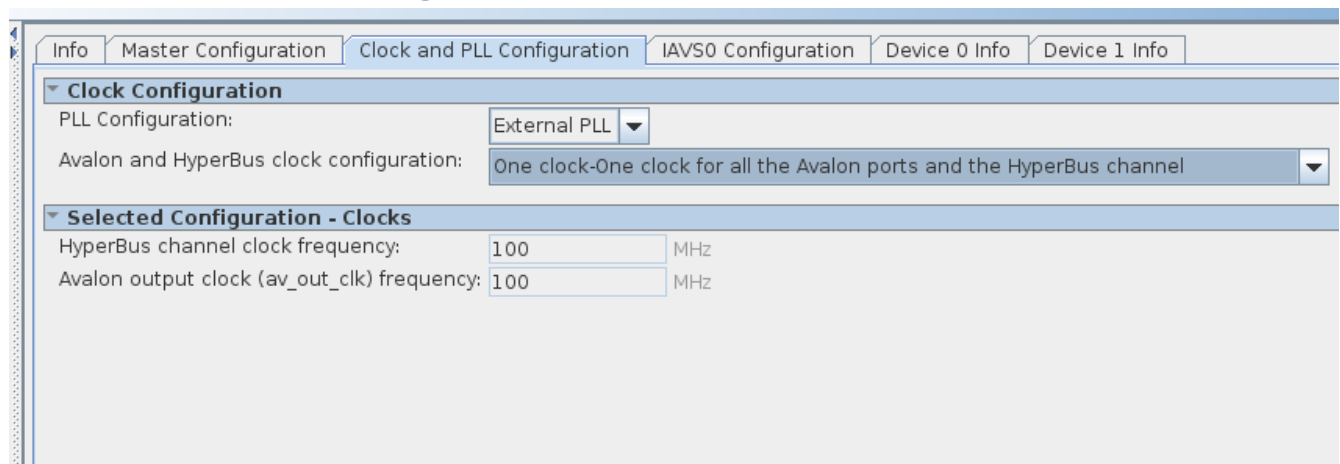 Info Master Configuration Clock and PLL Configuration IAVS0 Configuration Device 0 Info Device 1 Info
Clock Configuration
PLL Configuration: External PLL
Avalon and HyperBus clock configuration: One clock-One clock for all the Avalon ports and the HyperBus channel
Selected Configuration - Clocks
HyperBus channel clock frequency: 100 MHz
Avalon output clock (av_out_clk) frequency: 100 MHz